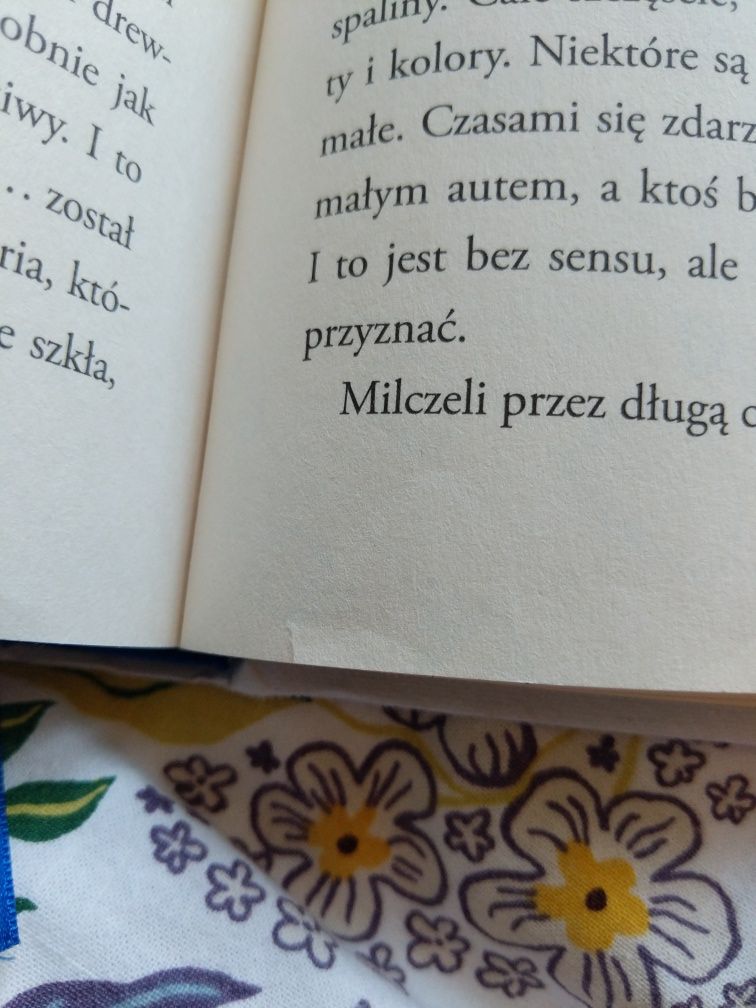 drew-
obnie jak
iwy. I to
.. został
ria, któ-
e szkła,
spaliny.
ty i kolory. Niektóre są
małe. Czasami się zdarz
małym autem, a ktoś b
I to jest bez sensu, ale
przyznać.
Milczeli przez długą c